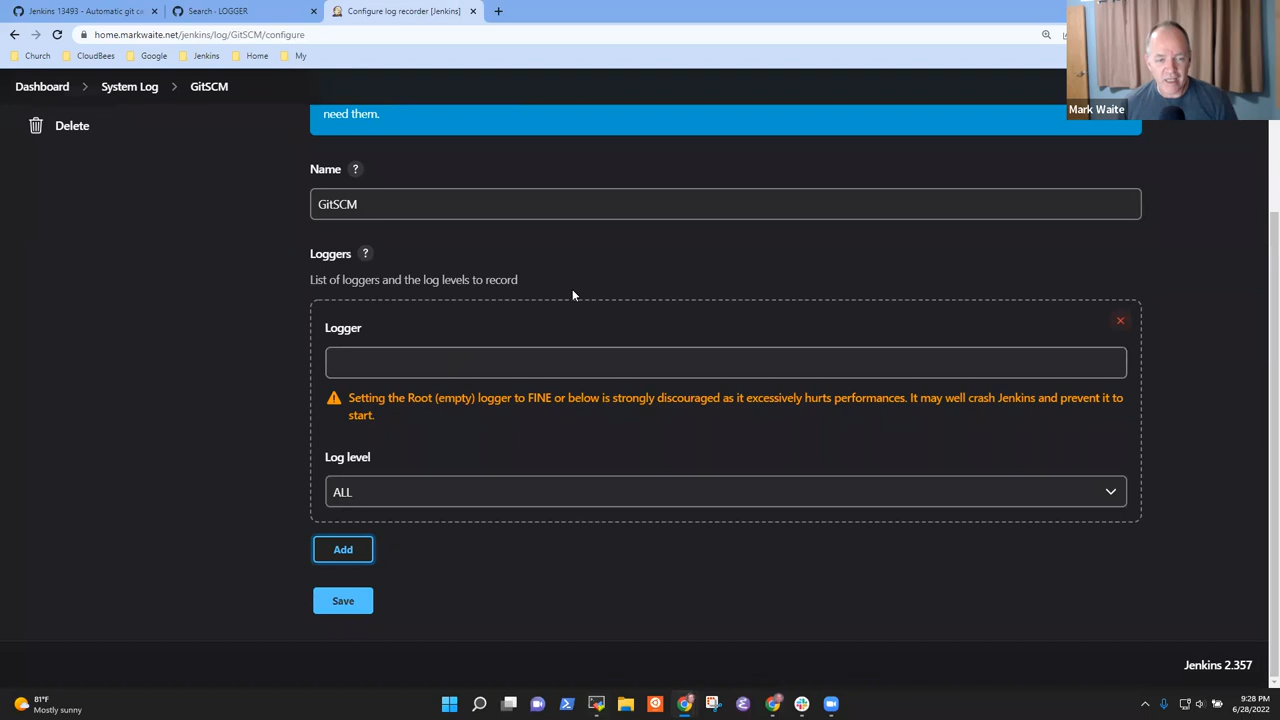 Jenkins 13493 - Automatic git ca
Search · LOGGER
Configure log recorder [Jenkins]
home.markwaite.net/jenkins/log/GitSCM/configure
Church
CloudBees
Google
Jenkins
Home
My
Mark Waite
Dashboard
System Log
GitSCM
Delete
need them.
Name ?
GitSCM
Loggers ?
List of loggers and the log levels to record
Logger
Setting the Root (empty) logger to FINE or below is strongly discouraged as it excessively hurts performances. It may well crash Jenkins and prevent it to
start.
Log level
ALL
Add
Save
Jenkins 2.357
81°F
Mostly sunny
9:28 PM
6/28/2022